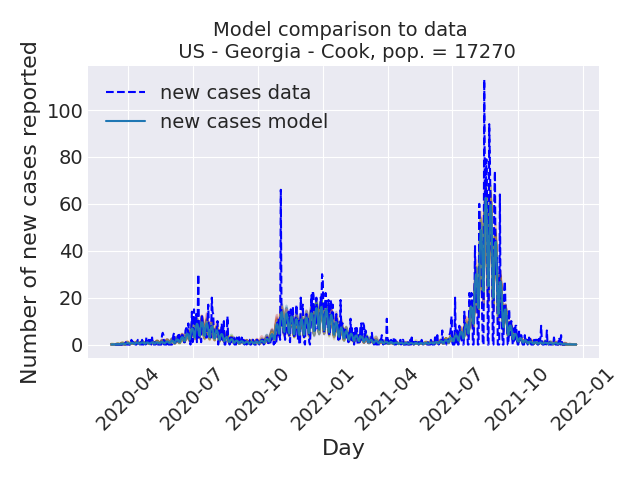 Model comparison to data
US - Georgia - Cook, pop. = 17270
Number of new cases reported
new cases data
new cases model
100
80
60
40
20
0
2020-04
2020-07
2020-10
2021-01
2021-04
2021-07
2021-10
2022-01
Day